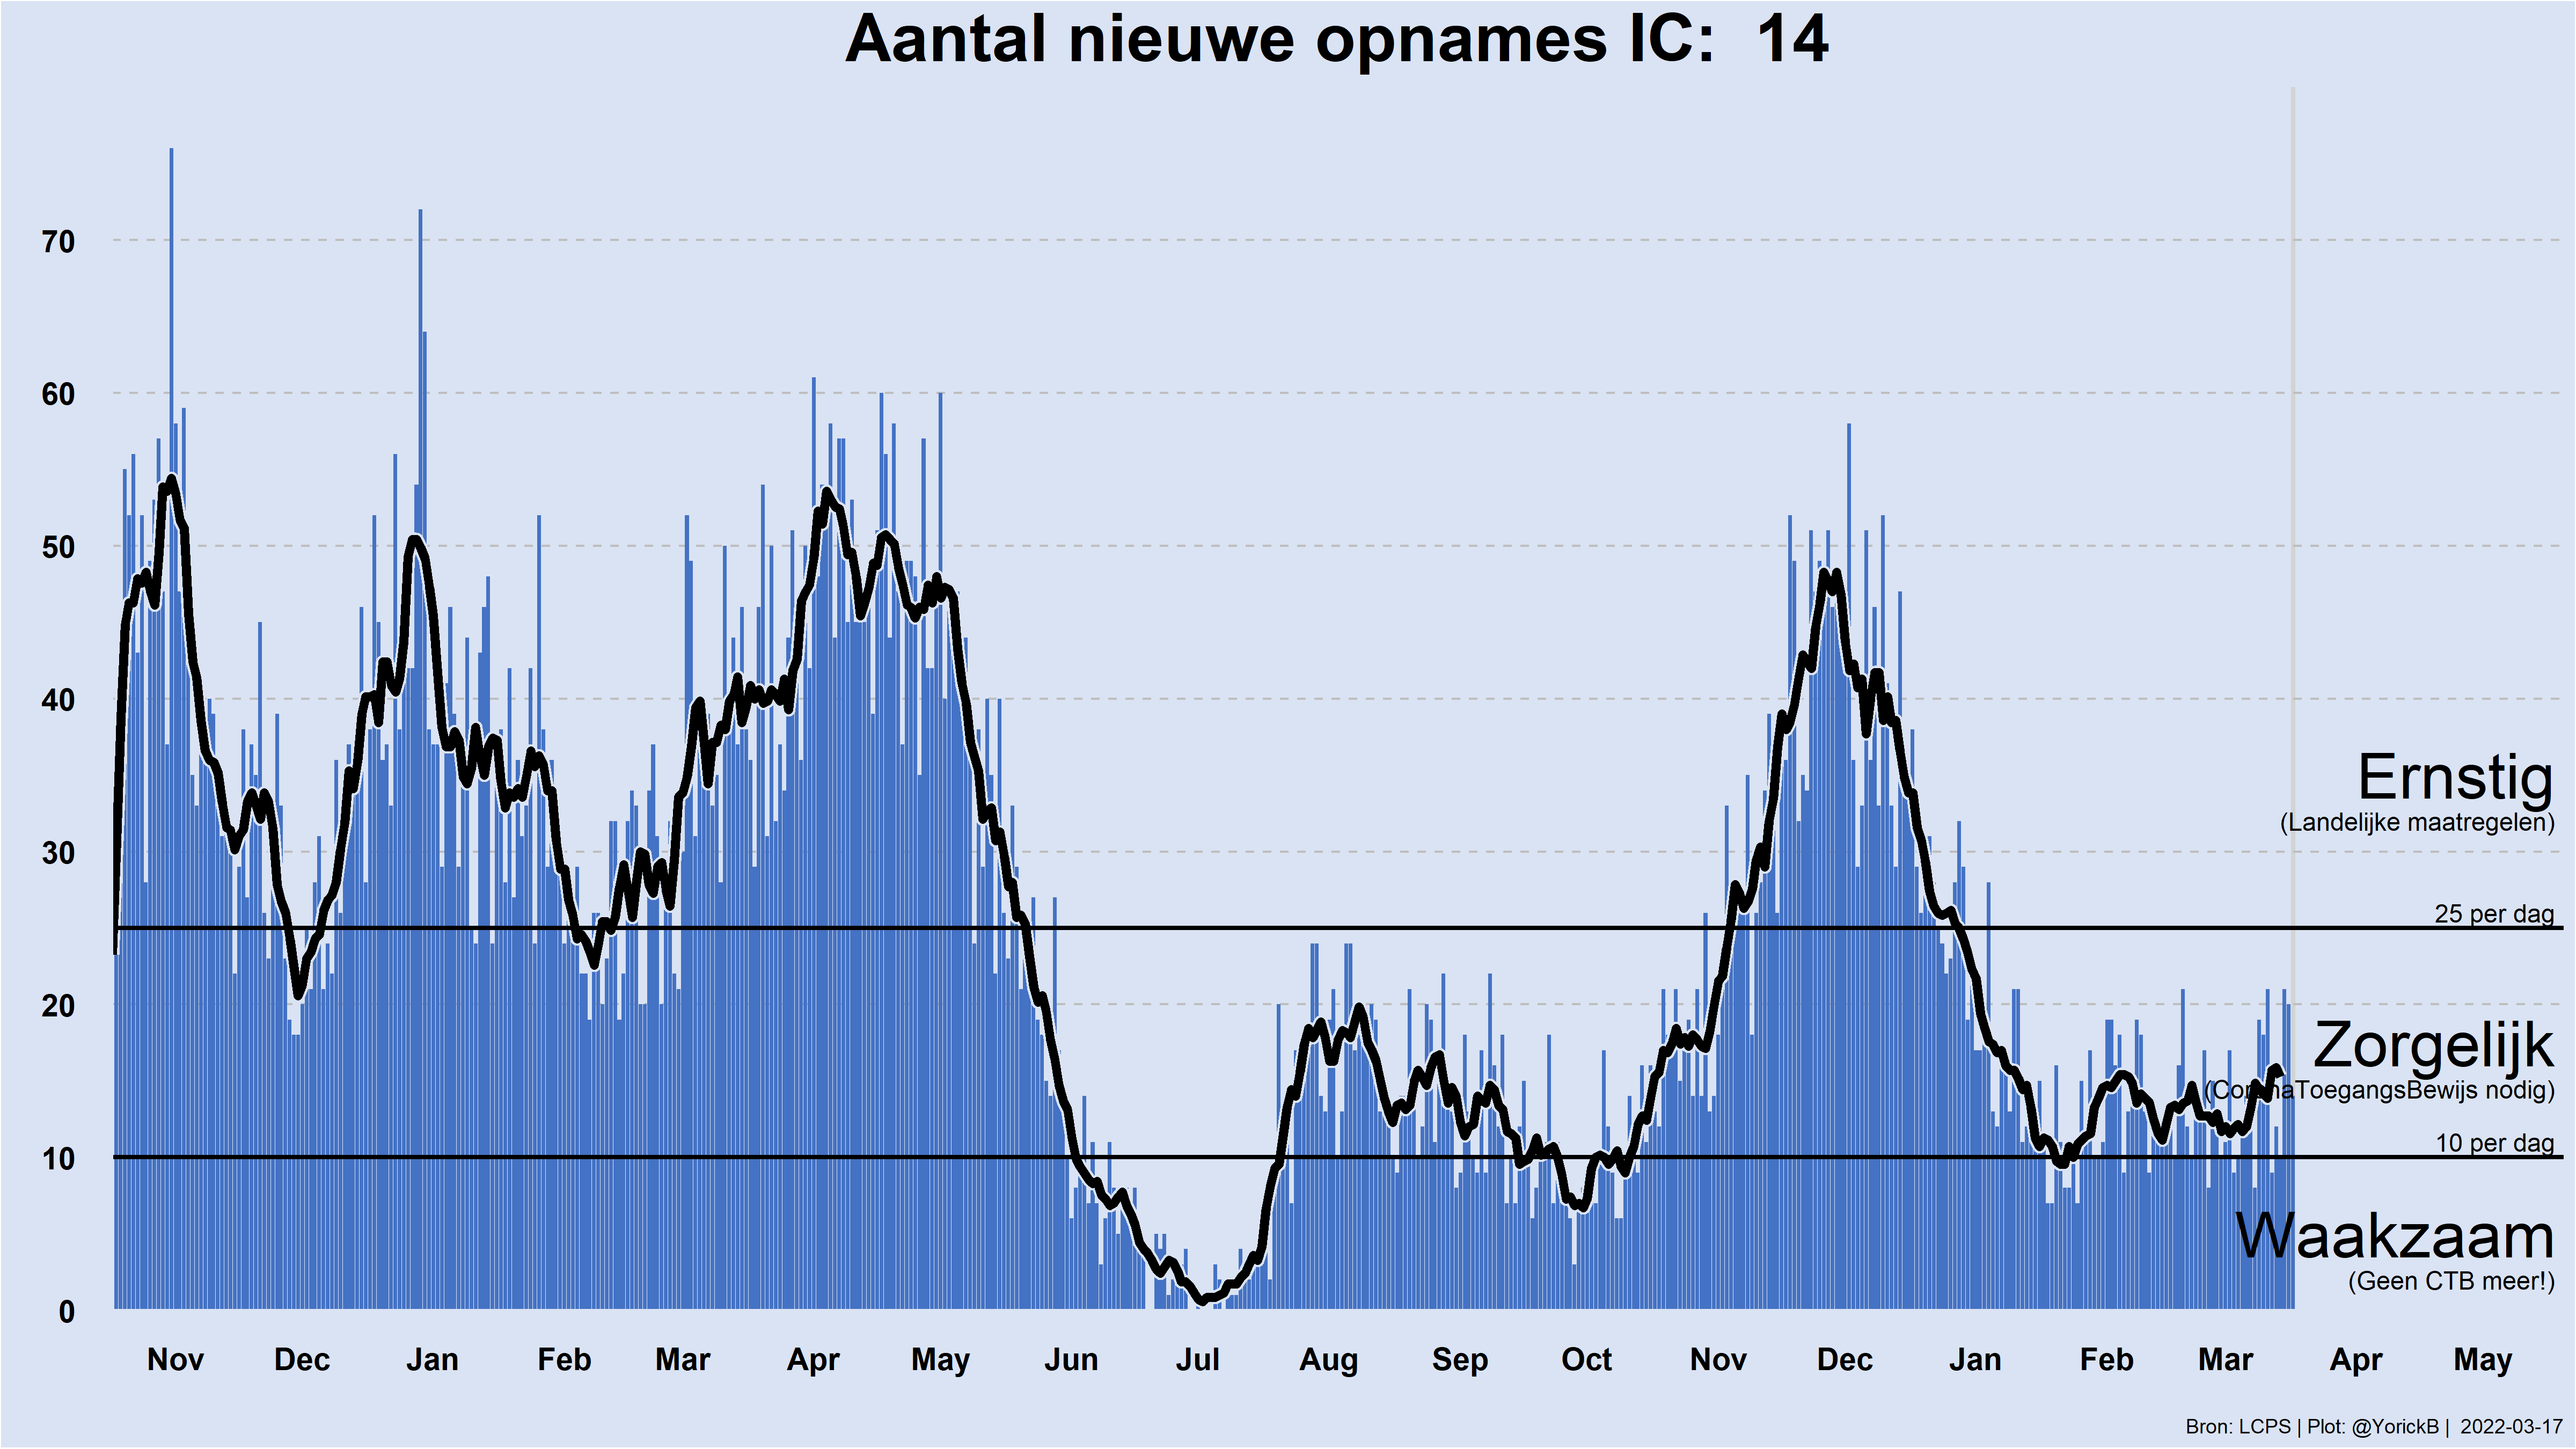 Aantal nieuwe opnames IC: 14
70
60
50
40
30
20
10
0
Ernstig
(Landelijke maatregelen)
25 per dag
Zorgelijk
(CoronaToegangsBewijs nodig)
10 per dag
Waakzaam
(Geen CTB meer!)
Nov Dec Jan Feb Mar Apr May Jun Jul Aug Sep Oct Nov Dec Jan Feb Mar Apr May
Bron: LCPS | Plot: @YorickB | 2022-03-17